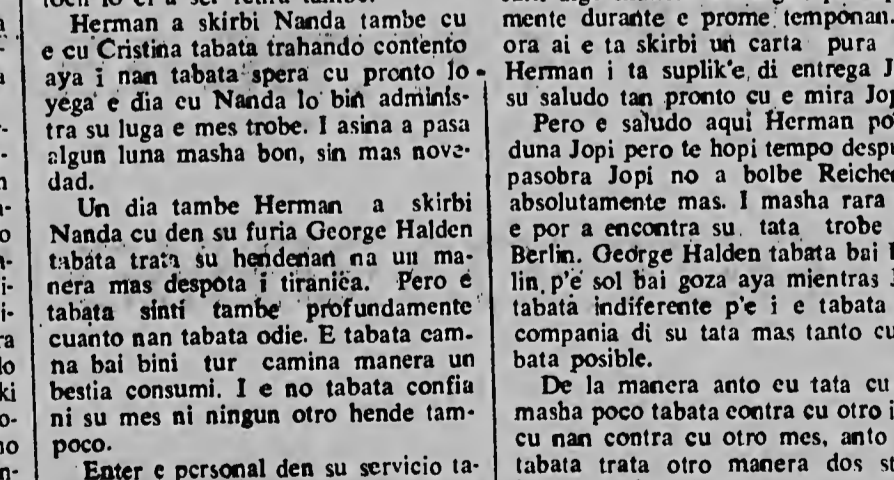 Herman a skirbi Nanda tambe cu
e cu Cristina tabata trahando contento
aya i nan tabata spera cu pronto lo
yega e dia cu Nanda lo bin adminis-
tra su luga e mes trobe. I asina a pasa
algun luna masha bon, sin mas nove-
dad.
Un dia tambe Herman a skirbi
Nanda cu den su furia George Halden
tabata trata su hendenan na un ma-
nera mas despota i tiranica. Pero e
tabata sinti tambe profundamente
cuanto nan tabata odie. E tabata cam-
na bai bini tur camina manera un
bestia consumi. I e no tabata confia
ni su mes ni ningun otro hende tam-
poco.
Enter e personal den su servicio ta-
mente durante e prome temponan.
ora ai e ta skirbi un carta pura
Herman i ta suplik'e, di entrega J
su saludo tan pronto cu e mira Jop
Pero e saludo aqui Herman po
duna Jopi pero te hopi tempo despu
pasobra Jopi no a bolbe Reiche
absolutamente mas. I masha rara
e por a encontra su tata trobe
Berlin. George Halden tabata bai
lin p'e sol bai goza aya mientras
tabata indiferente p'e i e tabata
compania di su tata mas tanto cu
bata posible.
De la manera anto cu tata cu
masha poco tabata contra cu otro i
cu nan contra cu otro mes, anto
tabata trata otro manera dos st